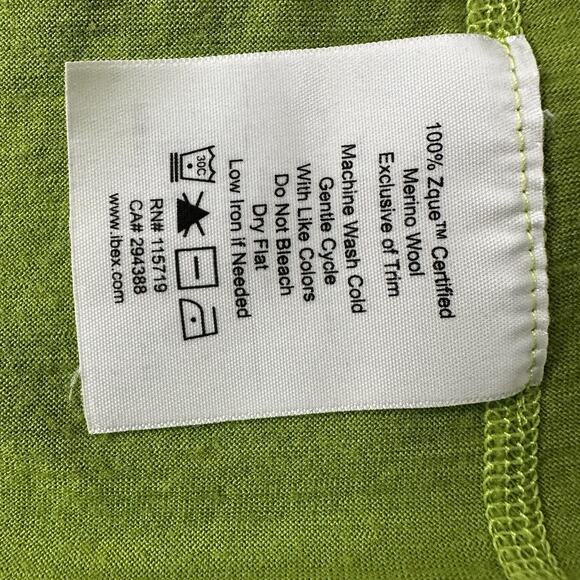 100% Zque™ Certified
Merino Wool
Exclusive of Trim
Machine Wash Cold
Gentle Cycle
With Like Colors
Do Not Bleach
Dry Flat
Low Iron if Needed
30C
RN# 115719
CA# 294388
www.ibex.com